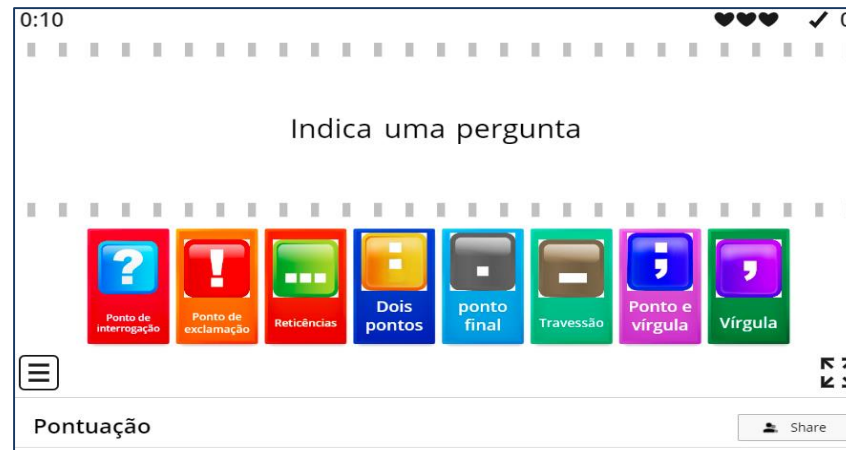 0:10
Indica uma pergunta
?
!
...
:
.
–
;
,
Ponto de
interrogação
Ponto de
exclamação
Reticências
Dois
pontos
ponto
final
Travessão
Ponto e
vírgula
Vírgula
Pontuação
Share